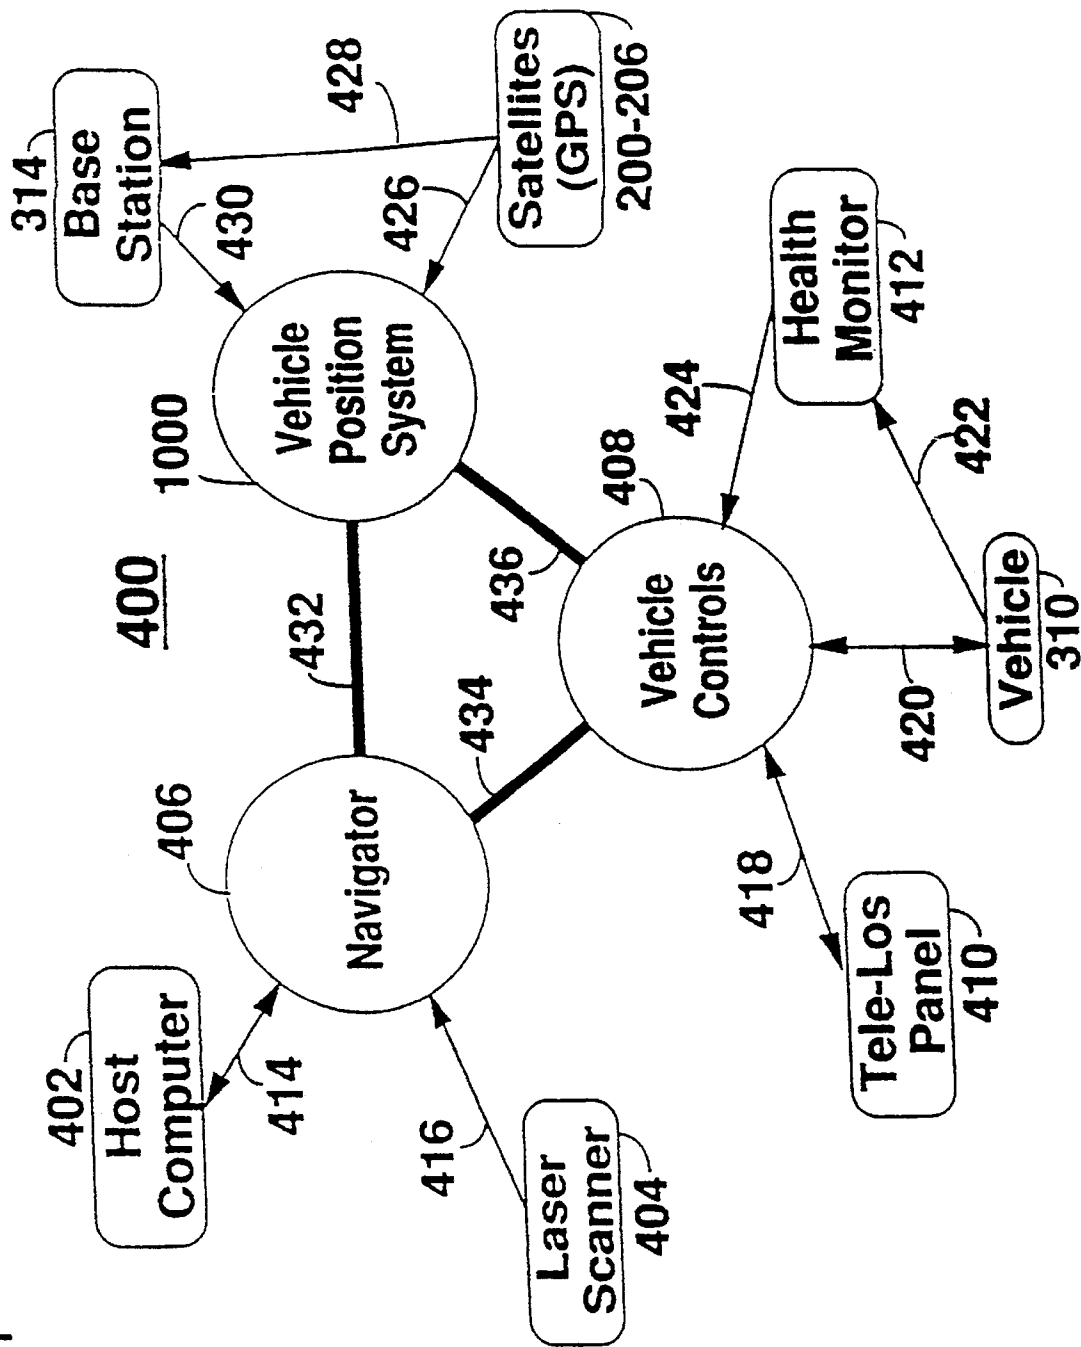 400
402
Host
Computer
414
406
Navigator
416
Laser
Scanner
404
432
434
1000
Vehicle
Position
System
436
314
Base
Station
430
428
426
Satellites
(GPS)
200-206
408
Vehicle
Controls
418
Tele-Los
Panel
410
420
Vehicle
310
422
424
Health
Monitor
412